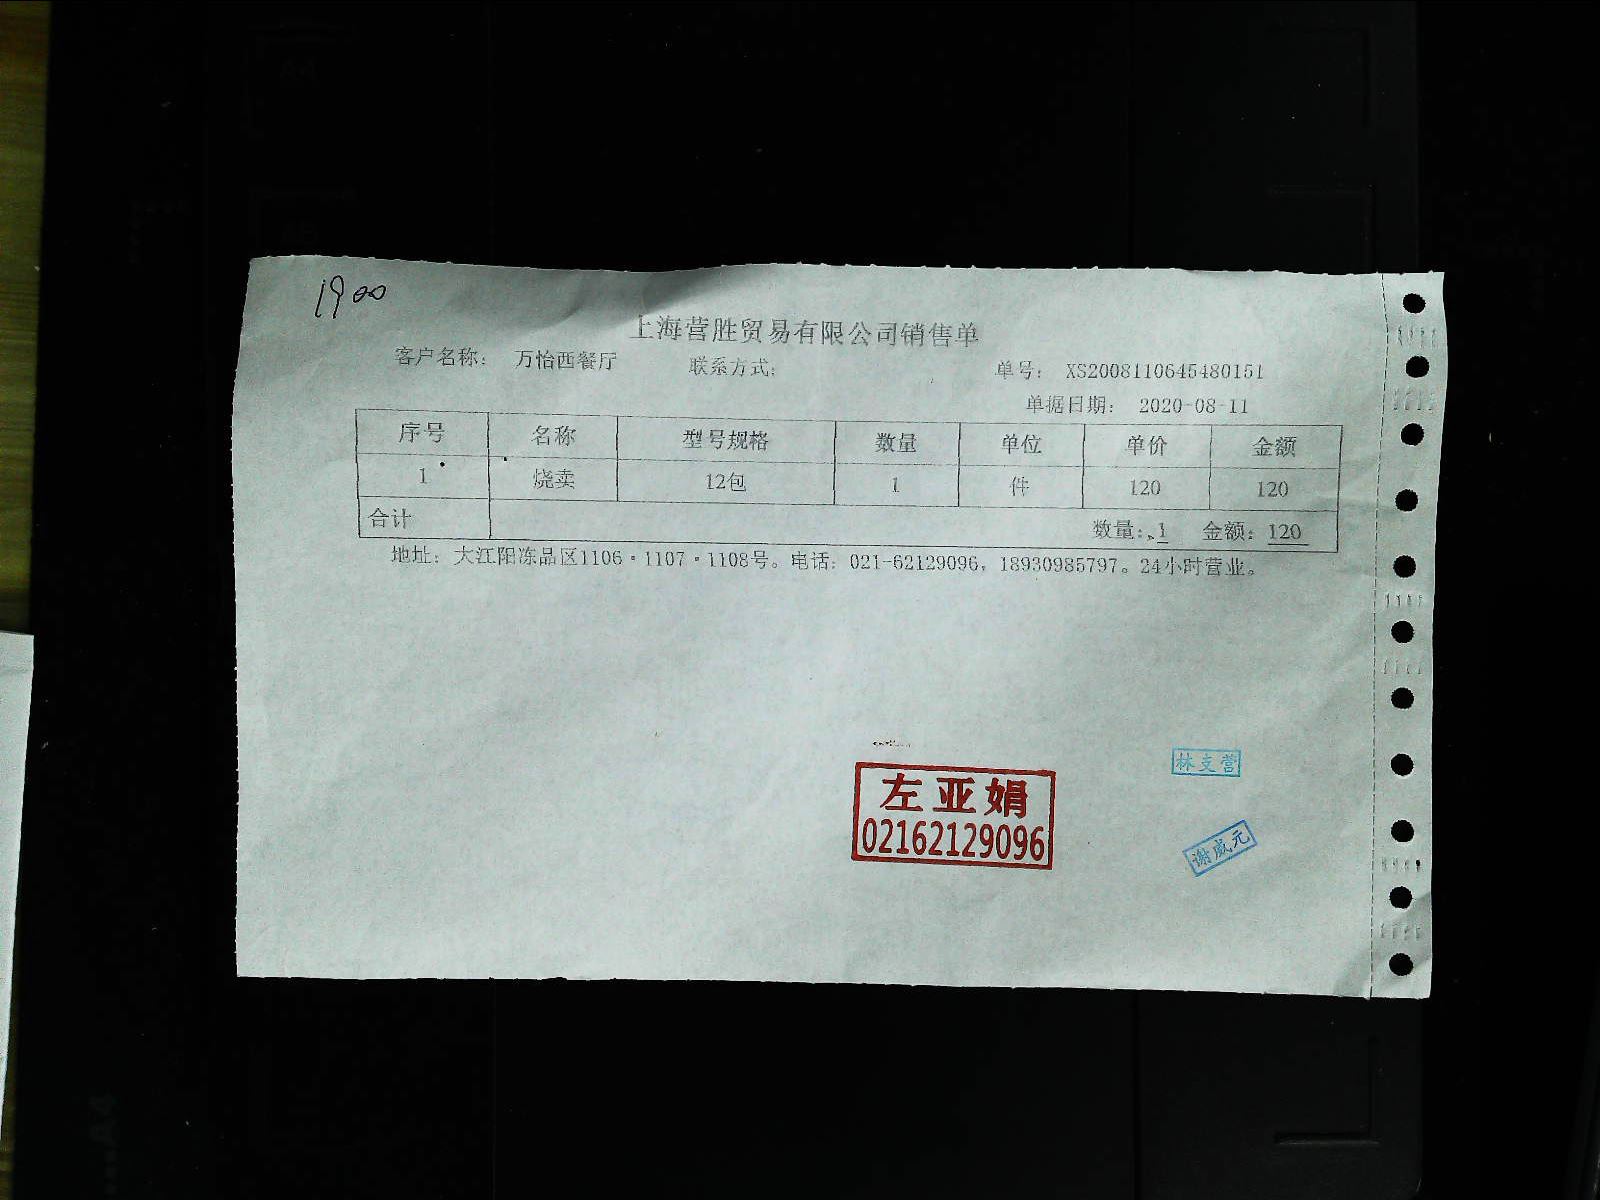 1900
上海营胜贸易有限公司销售单
客户名称: 万怡西餐厅 联系方式: 单号: XS2008110645480151
单据日期: 2020-08-11
序号 名称 型号规格 数量 单位 单价 金额
1 烧卖 12包 1 件 120 120
合计 数量: 1 金额: 120
地址: 大江阳冻品区1106·1107·1108号。电话: 021-62129096, 18930985797。24小时营业。
林支营
左亚娟
02162129096
谢威元
A4